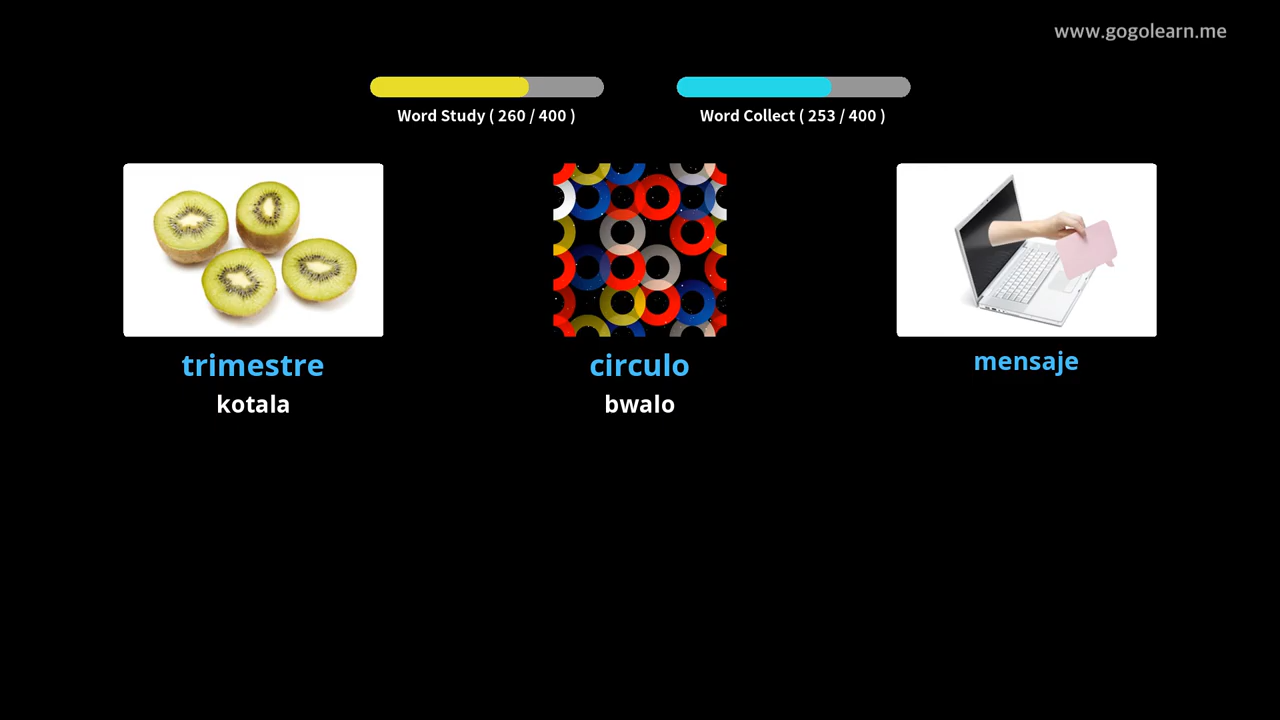 www.gogolearn.me
Word Study ( 260 / 400 )
Word Collect ( 253 / 400 )
trimestre
circulo
mensaje
kotala
bwalo